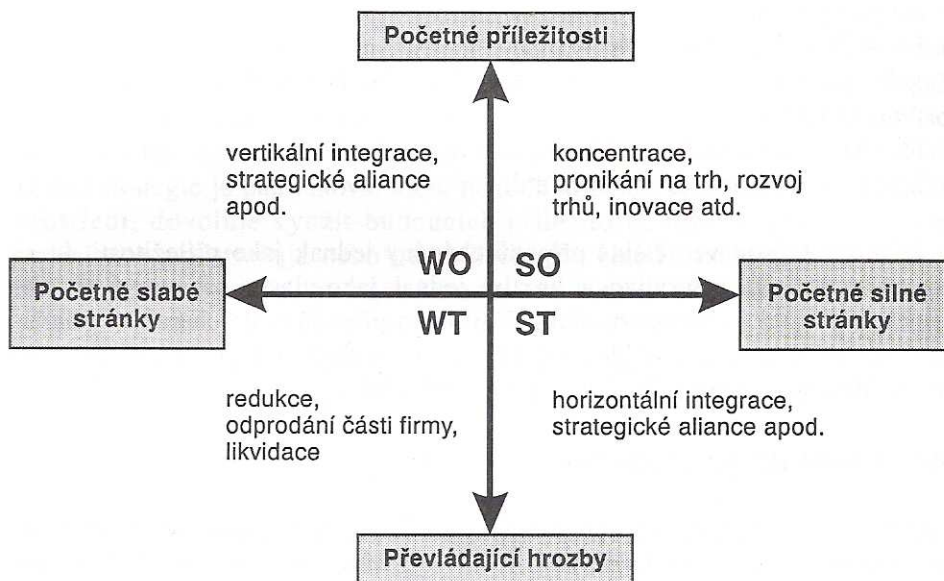 Početné příležitosti
vertikální integrace,
strategické aliance
apod.
koncentrace,
pronikání na trh, rozvoj
trhů, inovace atd.
WO SO
Početné slabé
stránky
Početné silné
stránky
WT ST
redukce,
odprodání části firmy,
likvidace
horizontální integrace,
strategické aliance apod.
Převládající hrozby